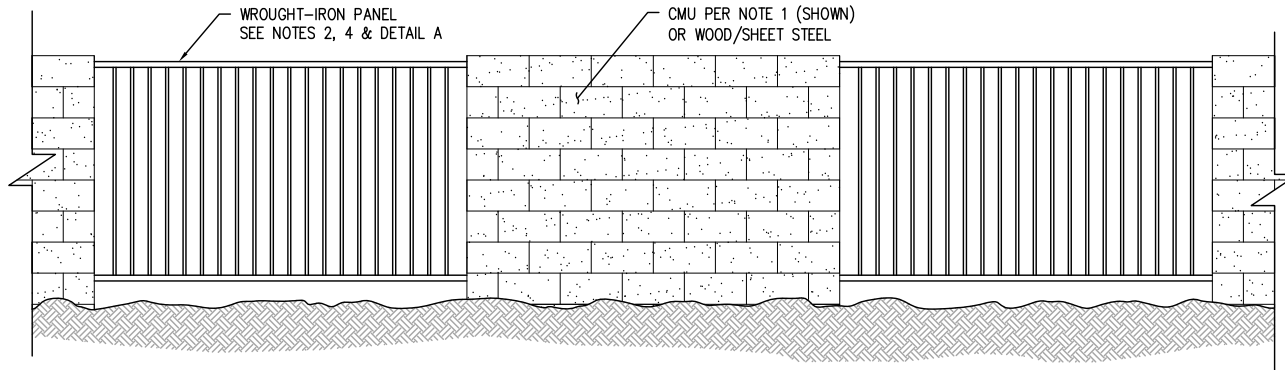 WROUGHT-IRON PANEL
SEE NOTES 2, 4 & DETAIL A
CMU PER NOTE 1 (SHOWN)
OR WOOD/SHEET STEEL